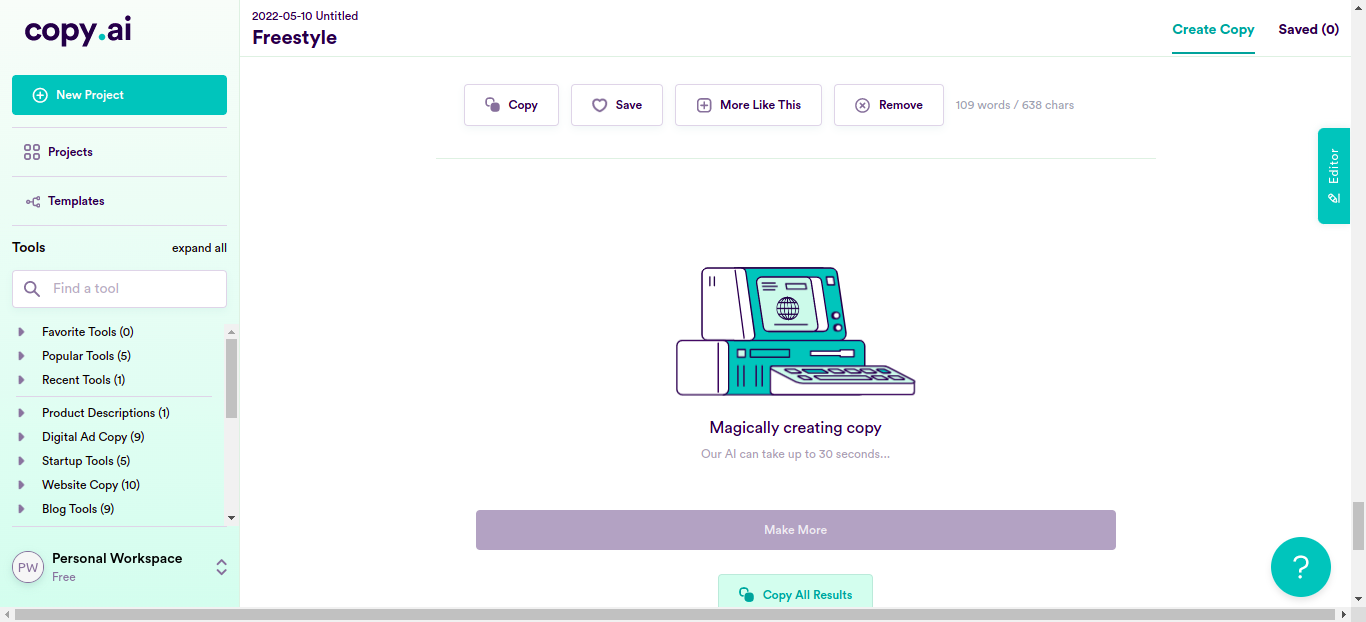 copy.ai
New Project
Projects
Templates
Tools
expand all
Find a tool
Favorite Tools (0)
Popular Tools (5)
Recent Tools (1)
Product Descriptions (1)
Digital Ad Copy (9)
Startup Tools (5)
Website Copy (10)
Blog Tools (9)
PW
Personal Workspace
Free
2022-05-10 Untitled
Freestyle
Create Copy
Saved (0)
Copy
Save
More Like This
Remove
109 words / 638 chars
Editor
Magically creating copy
Our AI can take up to 30 seconds...
Make More
Copy All Results
?